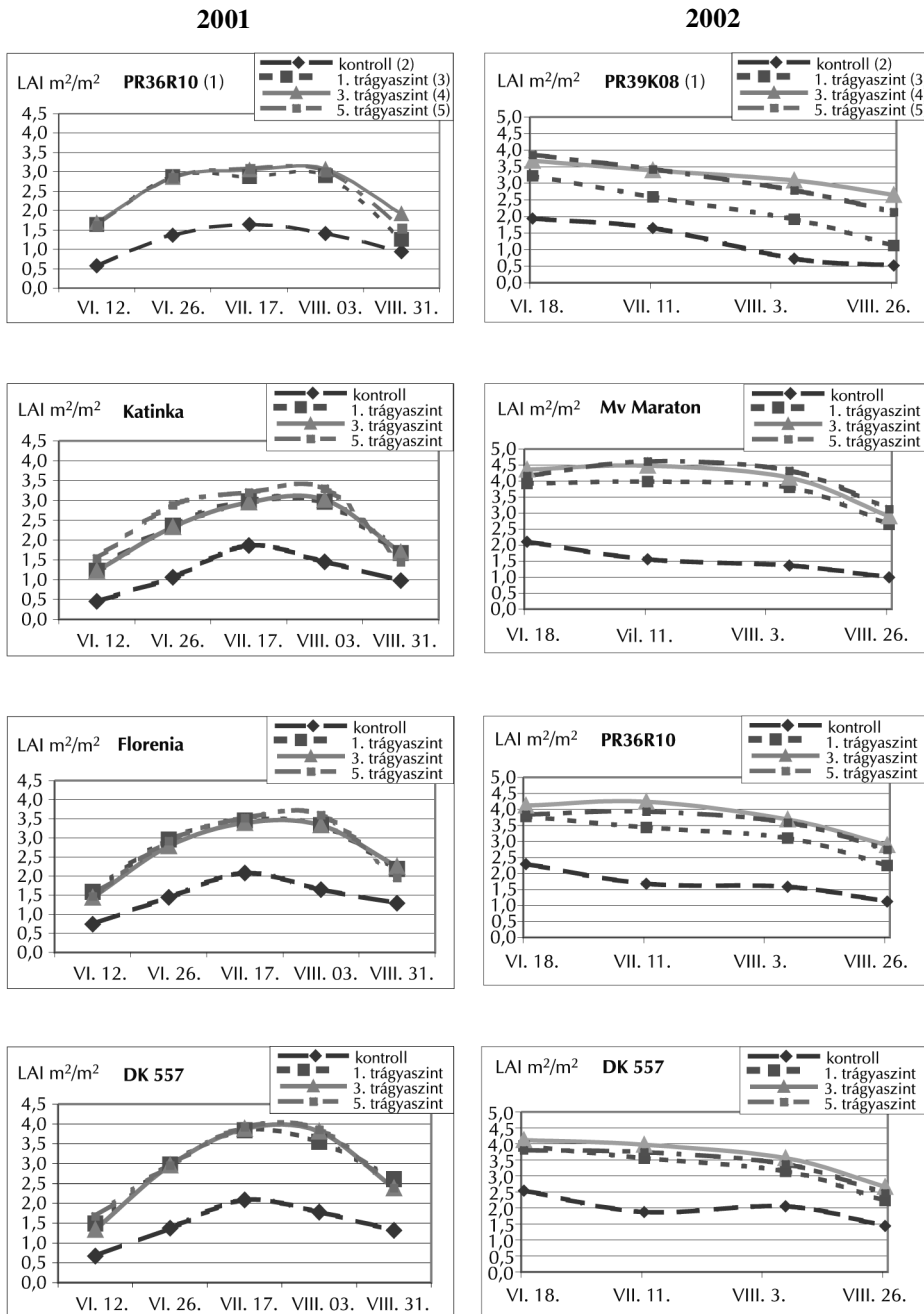 2001
2002
LAI m²/m² PR36R10 (1)
kontroll (2)
1. trágyaszint (3)
3. trágyaszint (4)
5. trágyaszint (5)
4,5
4,0
3,5
3,0
2,5
2,0
1,5
1,0
0,5
0,0
VI. 12. VI. 26. VII. 17. VIII. 03. VIII. 31.
LAI m²/m² PR39K08 (1)
kontroll (2)
1. trágyaszint (3
3. trágyaszint (4
5. trágyaszint (5
5,0
4,5
4,0
3,5
3,0
2,5
2,0
1,5
1,0
0,5
0,0
VI. 18. VII. 11. VIII. 3. VIII. 26.
LAI m²/m² Katinka
kontroll
1. trágyaszint
3. trágyaszint
5. trágyaszint
4,5
4,0
3,5
3,0
2,5
2,0
1,5
1,0
0,5
0,0
VI. 12. VI. 26. VII. 17. VIII. 03. VIII. 31.
LAI m²/m² Mv Maraton
kontroll
1. trágyaszint
3. trágyaszint
5. trágyaszint
5,0
4,5
4,0
3,5
3,0
2,5
2,0
1,5
1,0
0,5
0,0
VI. 18. Vil. 11. VIII. 3. VIII. 26.
LAI m²/m² Florenia
kontroll
1. trágyaszint
3. trágyaszint
5. trágyaszint
4,5
4,0
3,5
3,0
2,5
2,0
1,5
1,0
0,5
0,0
VI. 12. VI. 26. VII. 17. VIII. 03. VIII. 31.
LAI m²/m² PR36R10
kontroll
1. trágyaszint
3. trágyaszint
5. trágyaszint
5,0
4,5
4,0
3,5
3,0
2,5
2,0
1,5
1,0
0,5
0,0
VI. 18. VII. 11. VIII. 3. VIII. 26.
LAI m²/m² DK 557
kontroll
1. trágyaszint
3. trágyaszint
5. trágyaszint
4,5
4,0
3,5
3,0
2,5
2,0
1,5
1,0
0,5
0,0
VI. 12. VI. 26. VII. 17. VIII. 03. VIII. 31.
LAI m²/m² DK 557
kontroll
1. trágyaszint
3. trágyaszint
5. trágyaszint
5,0
4,5
4,0
3,5
3,0
2,5
2,0
1,5
1,0
0,5
0,0
VI. 18. VII. 11. VIII. 3. VIII. 26.